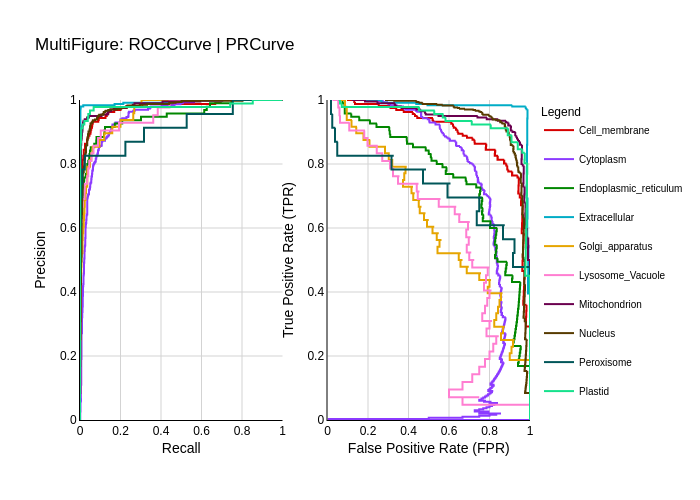 MultiFigure: ROCCurve | PRCurve
Precision
1
0.8
0.6
0.4
0.2
0
0 0.2 0.4 0.6 0.8 1
Recall
True Positive Rate (TPR)
1
0.8
0.6
0.4
0.2
0
0 0.2 0.4 0.6 0.8 1
False Positive Rate (FPR)
Legend
Cell_membrane
Cytoplasm
Endoplasmic_reticulum
Extracellular
Golgi_apparatus
Lysosome_Vacuole
Mitochondrion
Nucleus
Peroxisome
Plastid